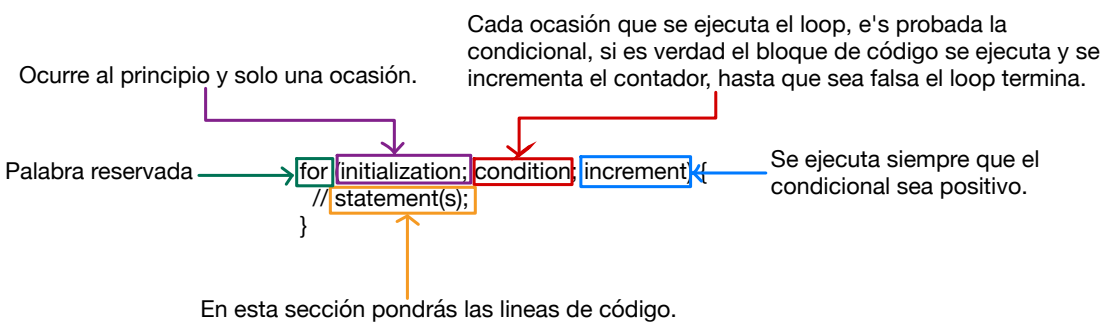 Cada ocasión que se ejecuta el loop, e's probada la
condicional, si es verdad el bloque de código se ejecuta y se
incrementa el contador, hasta que sea falsa el loop termina.
Ocurre al principio y solo una ocasión.
Palabra reservada
for (initialization; condition; increment) {
// statement(s);
}
Se ejecuta siempre que el
condicional sea positivo.
En esta sección pondrás las lineas de código.